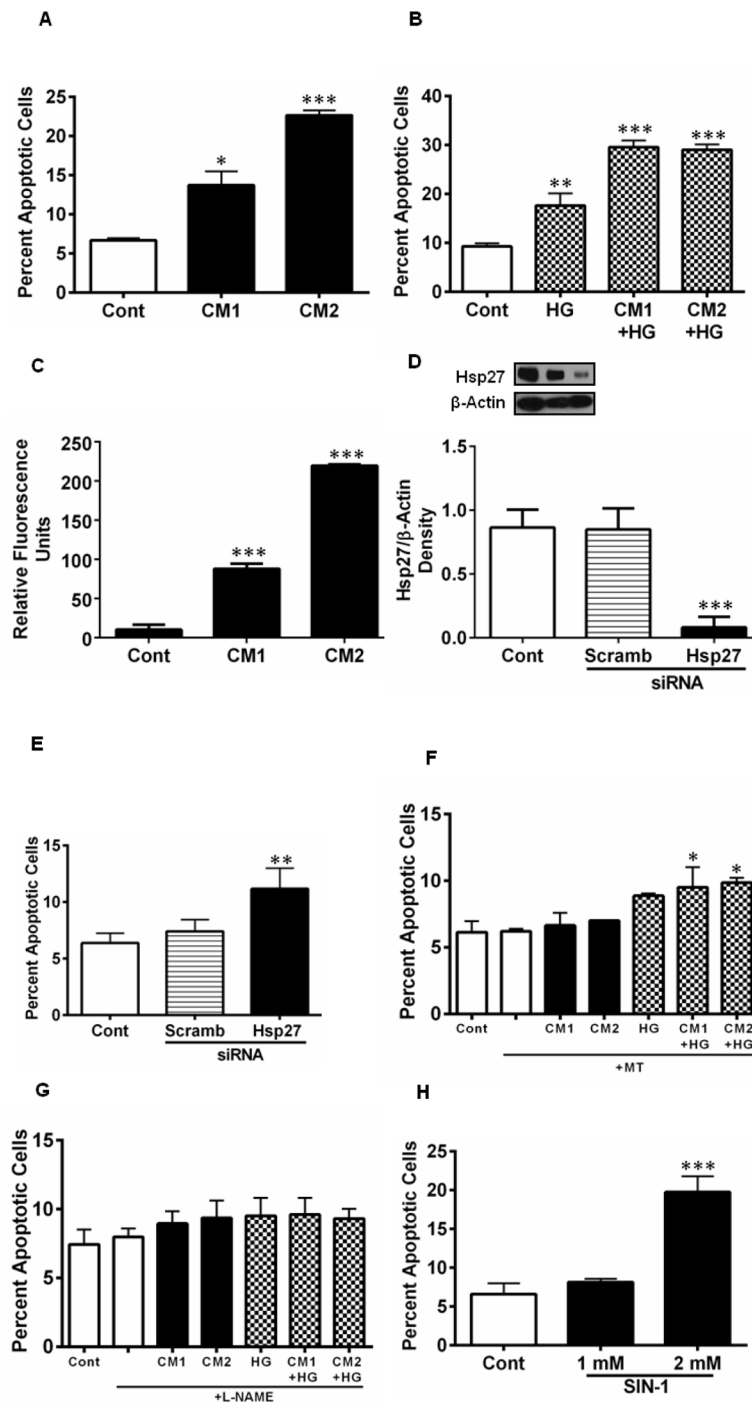 A
Percent Apoptotic Cells
25
20
15
10
5
0
*
***
Cont
CM1
CM2
B
Percent Apoptotic Cells
40
30
20
10
0
**
***
***
Cont
HG
CM1
+HG
CM2
+HG
C
Relative Fluorescence
Units
250
200
150
100
50
0
***
***
Cont
CM1
CM2
D
Hsp27
β-Actin
Hsp27/β-Actin
Density
1.5
1.0
0.5
0.0
***
Cont
Scramb
Hsp27
siRNA
E
Percent Apoptotic Cells
15
10
5
0
**
Cont
Scramb
Hsp27
siRNA
F
Percent Apoptotic Cells
15
10
5
0
*
*
Cont
CM1
CM2
HG
CM1
+HG
CM2
+HG
+MT
G
Percent Apoptotic Cells
15
10
5
0
Cont
CM1
CM2
HG
CM1
+HG
CM2
+HG
+L-NAME
H
Percent Apoptotic Cells
25
20
15
10
5
0
***
Cont
1 mM
2 mM
SIN-1